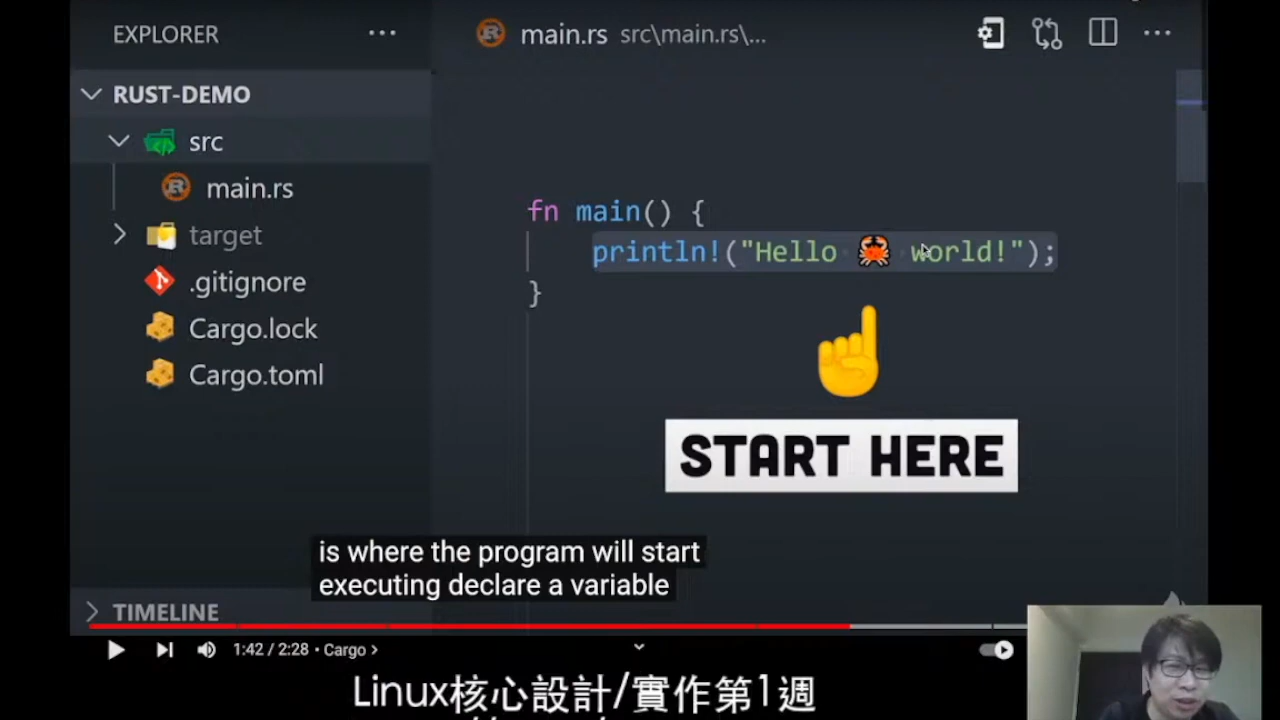 EXPLORER ...
main.rs src\main.rs\... ...
RUST-DEMO
src
main.rs
target
.gitignore
Cargo.lock
Cargo.toml
fn main() {
println!("Hello 🦀 world!");
}
START HERE
is where the program will start
executing declare a variable
TIMELINE
1:42 / 2:28 • Cargo >
Linux核心設計/實作第1週